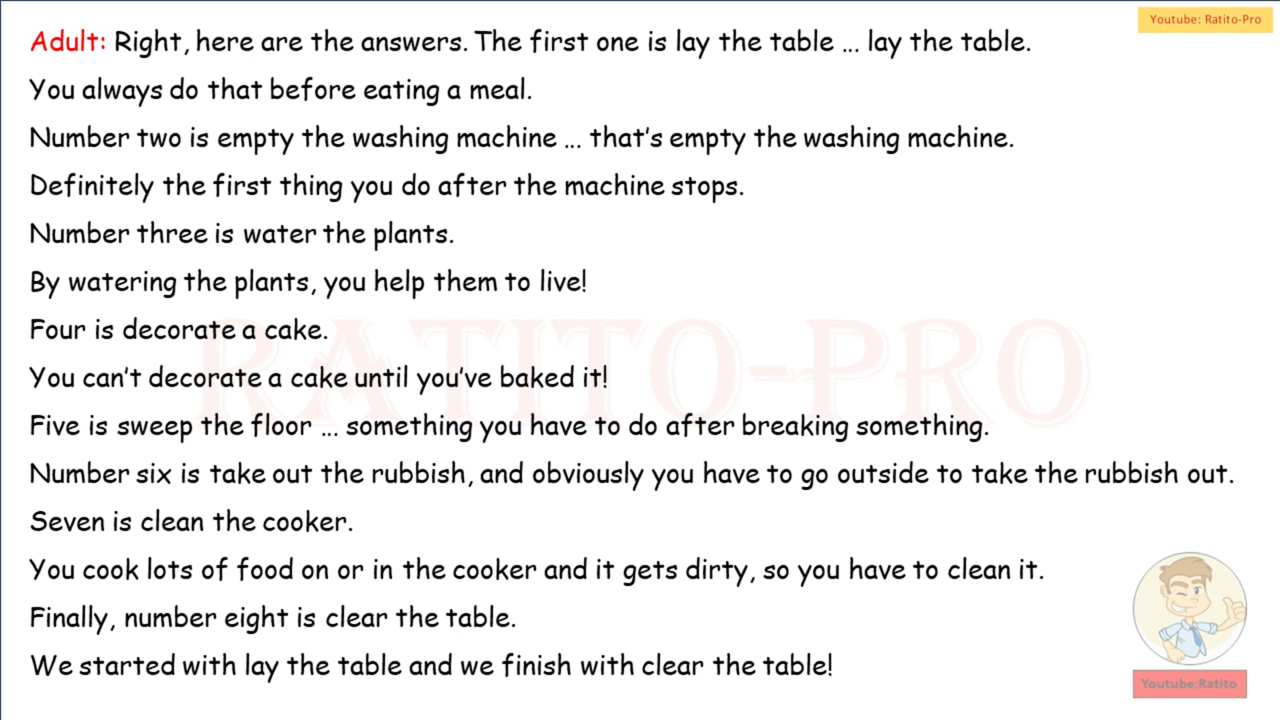 Youtube: Ratito-Pro
Adult: Right, here are the answers. The first one is lay the table ... lay the table.
You always do that before eating a meal.
Number two is empty the washing machine ... that's empty the washing machine.
Definitely the first thing you do after the machine stops.
Number three is water the plants.
By watering the plants, you help them to live!
Four is decorate a cake.
RATITO-PRO
You can't decorate a cake until you've baked it!
Five is sweep the floor ... something you have to do after breaking something.
Number six is take out the rubbish, and obviously you have to go outside to take the rubbish out.
Seven is clean the cooker.
You cook lots of food on or in the cooker and it gets dirty, so you have to clean it.
Finally, number eight is clear the table.
We started with lay the table and we finish with clear the table!
Youtube:Ratito